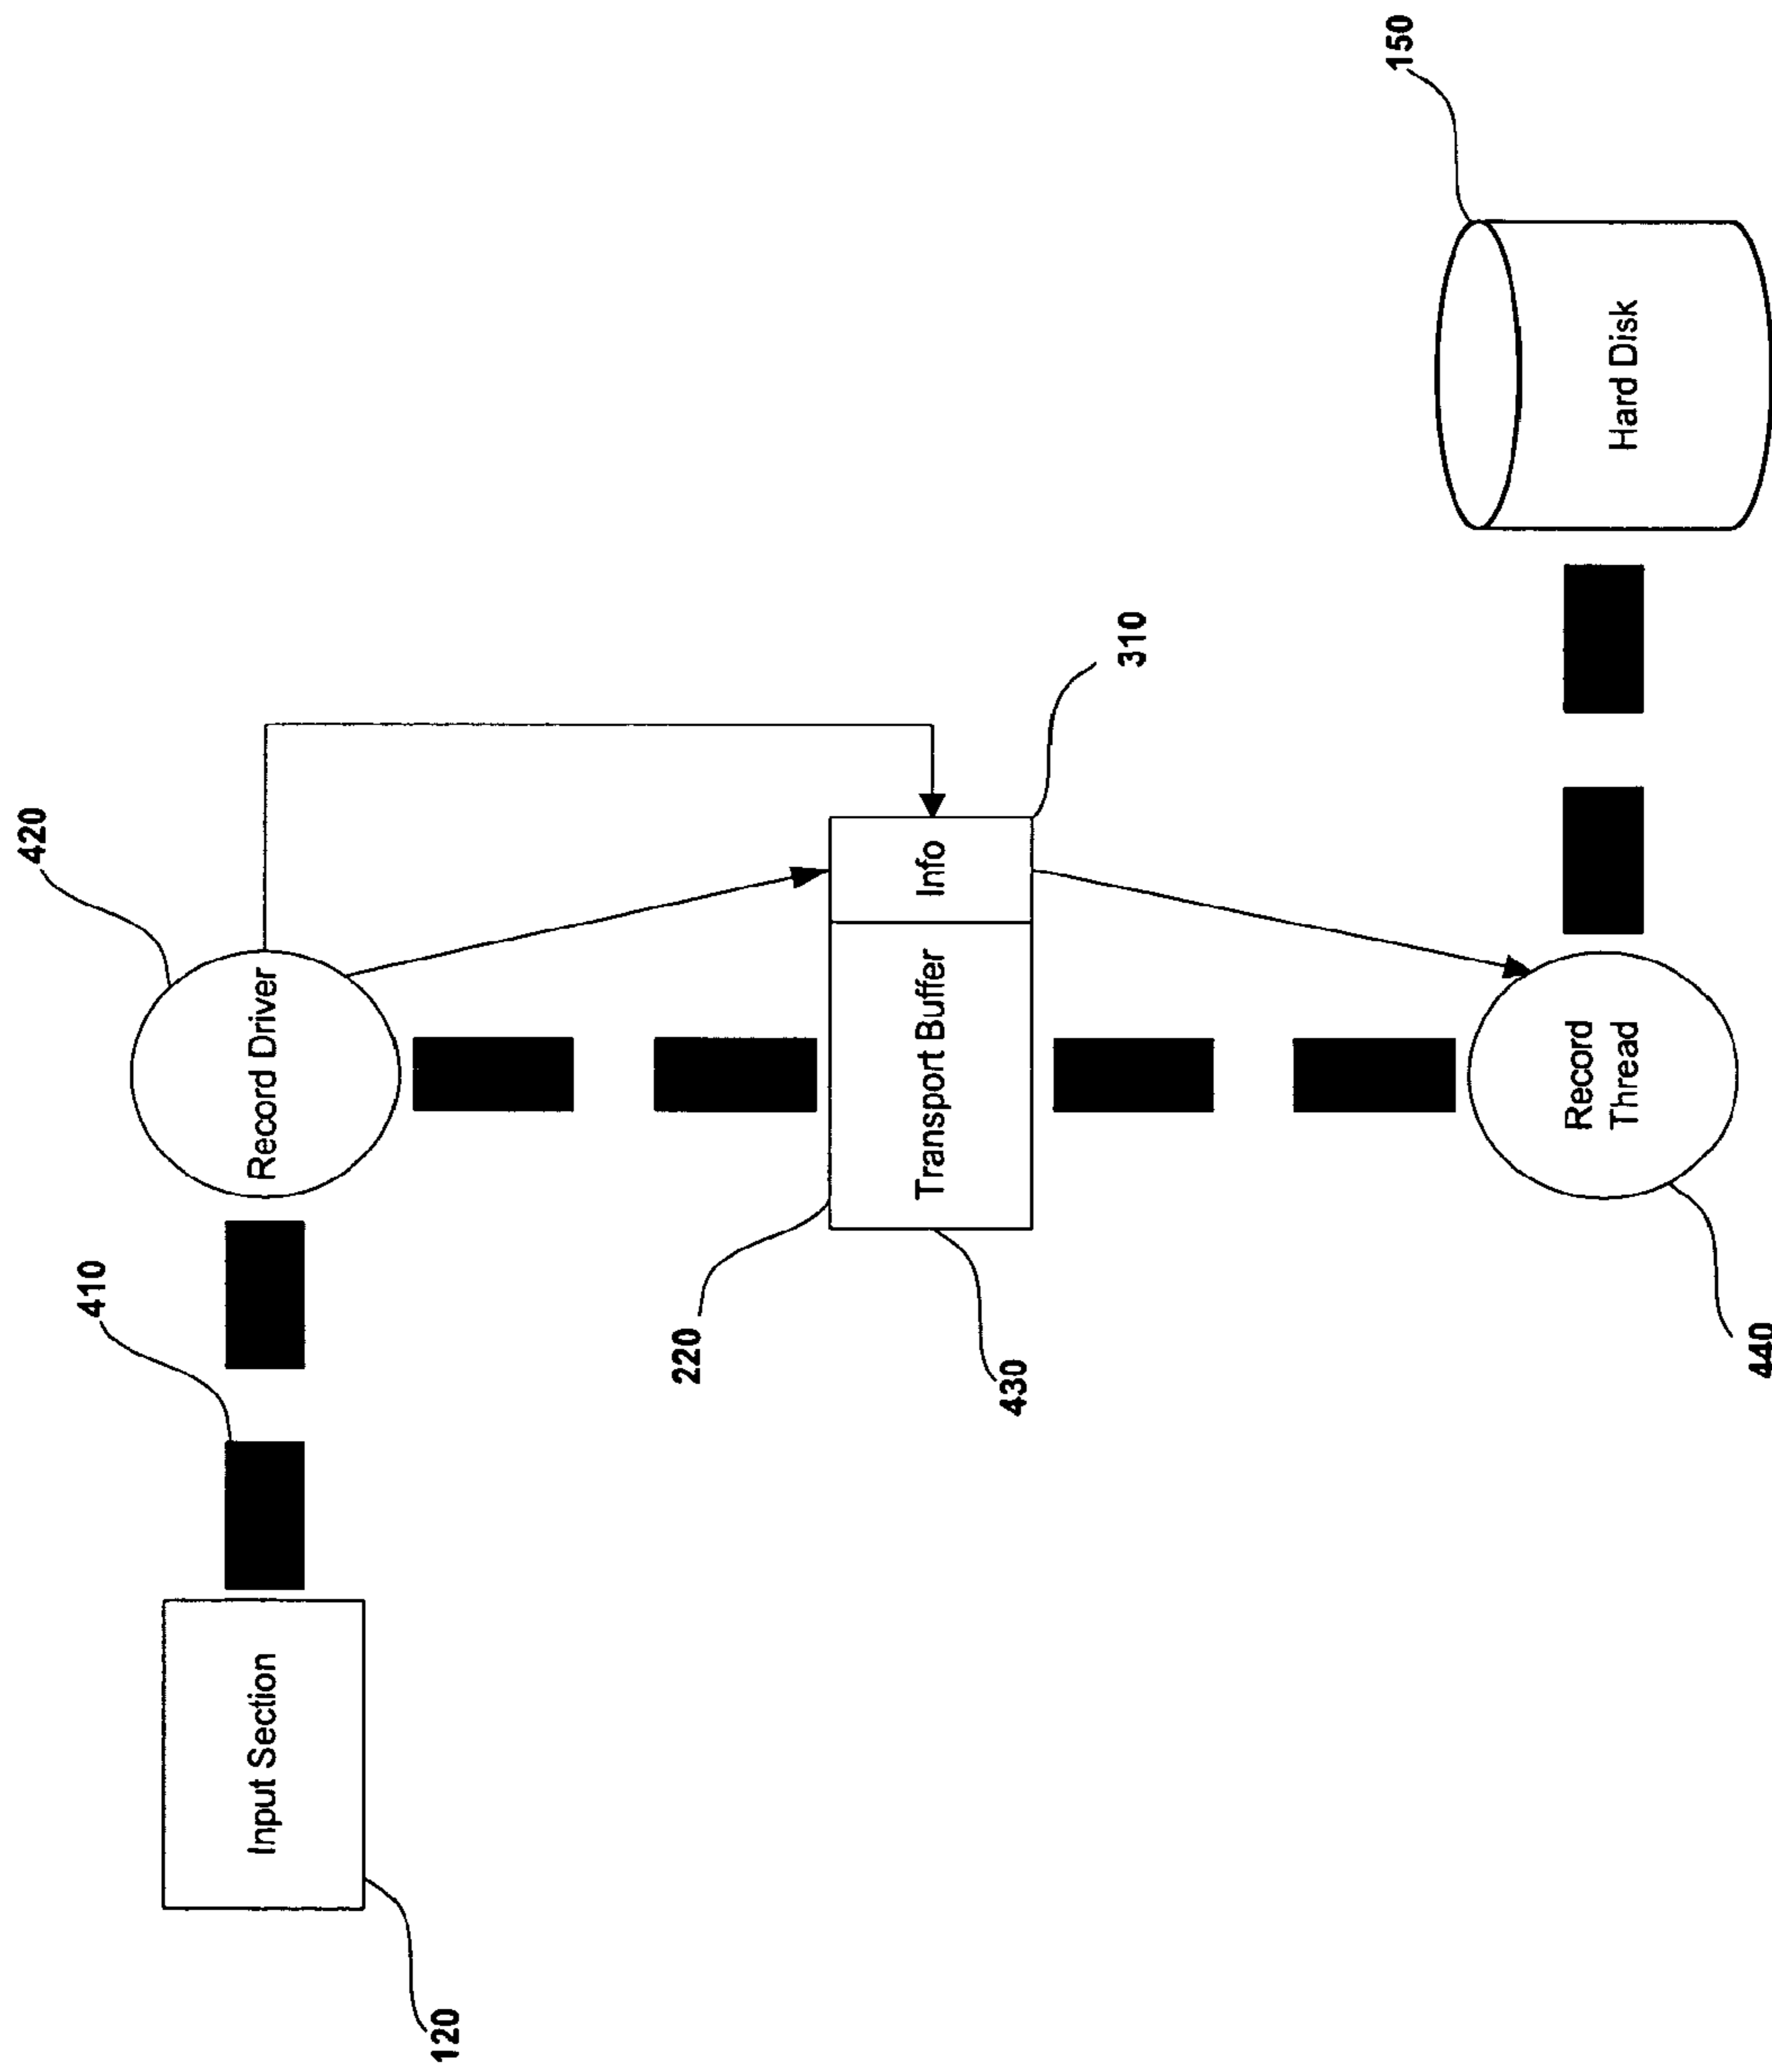 420
410
Input Section
Record Driver
120
220
Transport Buffer
Info
430
310
150
Record
Thread
Hard Disk
440